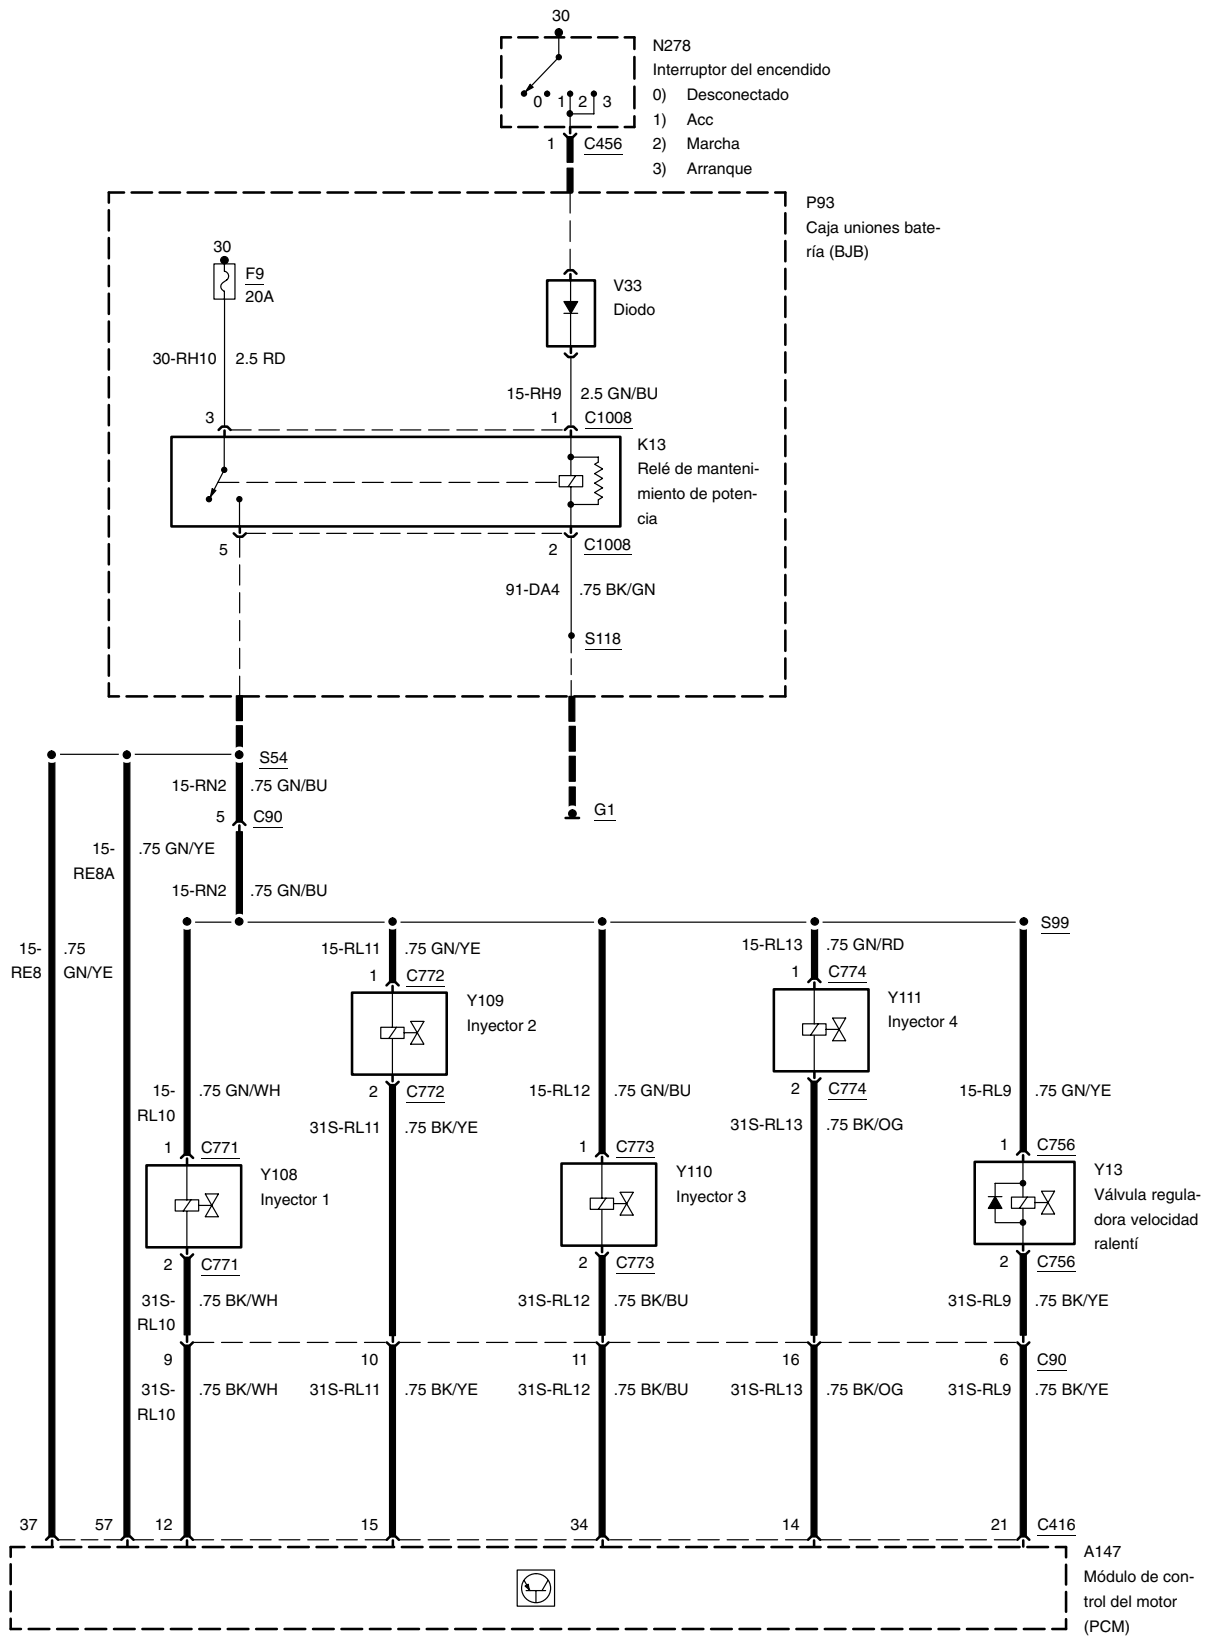 30
N278
Interruptor del encendido
0) Desconectado
1) Acc
2) Marcha
3) Arranque
0 1 2 3
1 C456
P93
Caja uniones bate-
ría (BJB)
30
F9
20A
V33
Diodo
30-RH10 2.5 RD
15-RH9 2.5 GN/BU
3 1 C1008
K13
Relé de manteni-
miento de poten-
cia
5 2 C1008
91-DA4 .75 BK/GN
S118
S54
15-RN2 .75 GN/BU
5 C90
G1
15-
RE8A
.75 GN/YE
15-RN2 .75 GN/BU
S99
15-
RE8
.75
GN/YE
15-RL11 .75 GN/YE
1 C772
15-RL13 .75 GN/RD
1 C774
Y109
Inyector 2
Y111
Inyector 4
2 C772
2 C774
15-
RL10
.75 GN/WH
31S-RL11 .75 BK/YE
15-RL12 .75 GN/BU
31S-RL13 .75 BK/OG
15-RL9 .75 GN/YE
1 C771
1 C773
1 C756
Y108
Inyector 1
Y110
Inyector 3
Y13
Válvula regula-
dora velocidad
ralentí
2 C771
2 C773
2 C756
31S-
RL10
.75 BK/WH
31S-RL12 .75 BK/BU
31S-RL9 .75 BK/YE
9 10 11 16 6 C90
31S-
RL10
.75 BK/WH
31S-RL11 .75 BK/YE
31S-RL12 .75 BK/BU
31S-RL13 .75 BK/OG
31S-RL9 .75 BK/YE
37 57 12 15 34 14 21 C416
A147
Módulo de con-
trol del motor
(PCM)